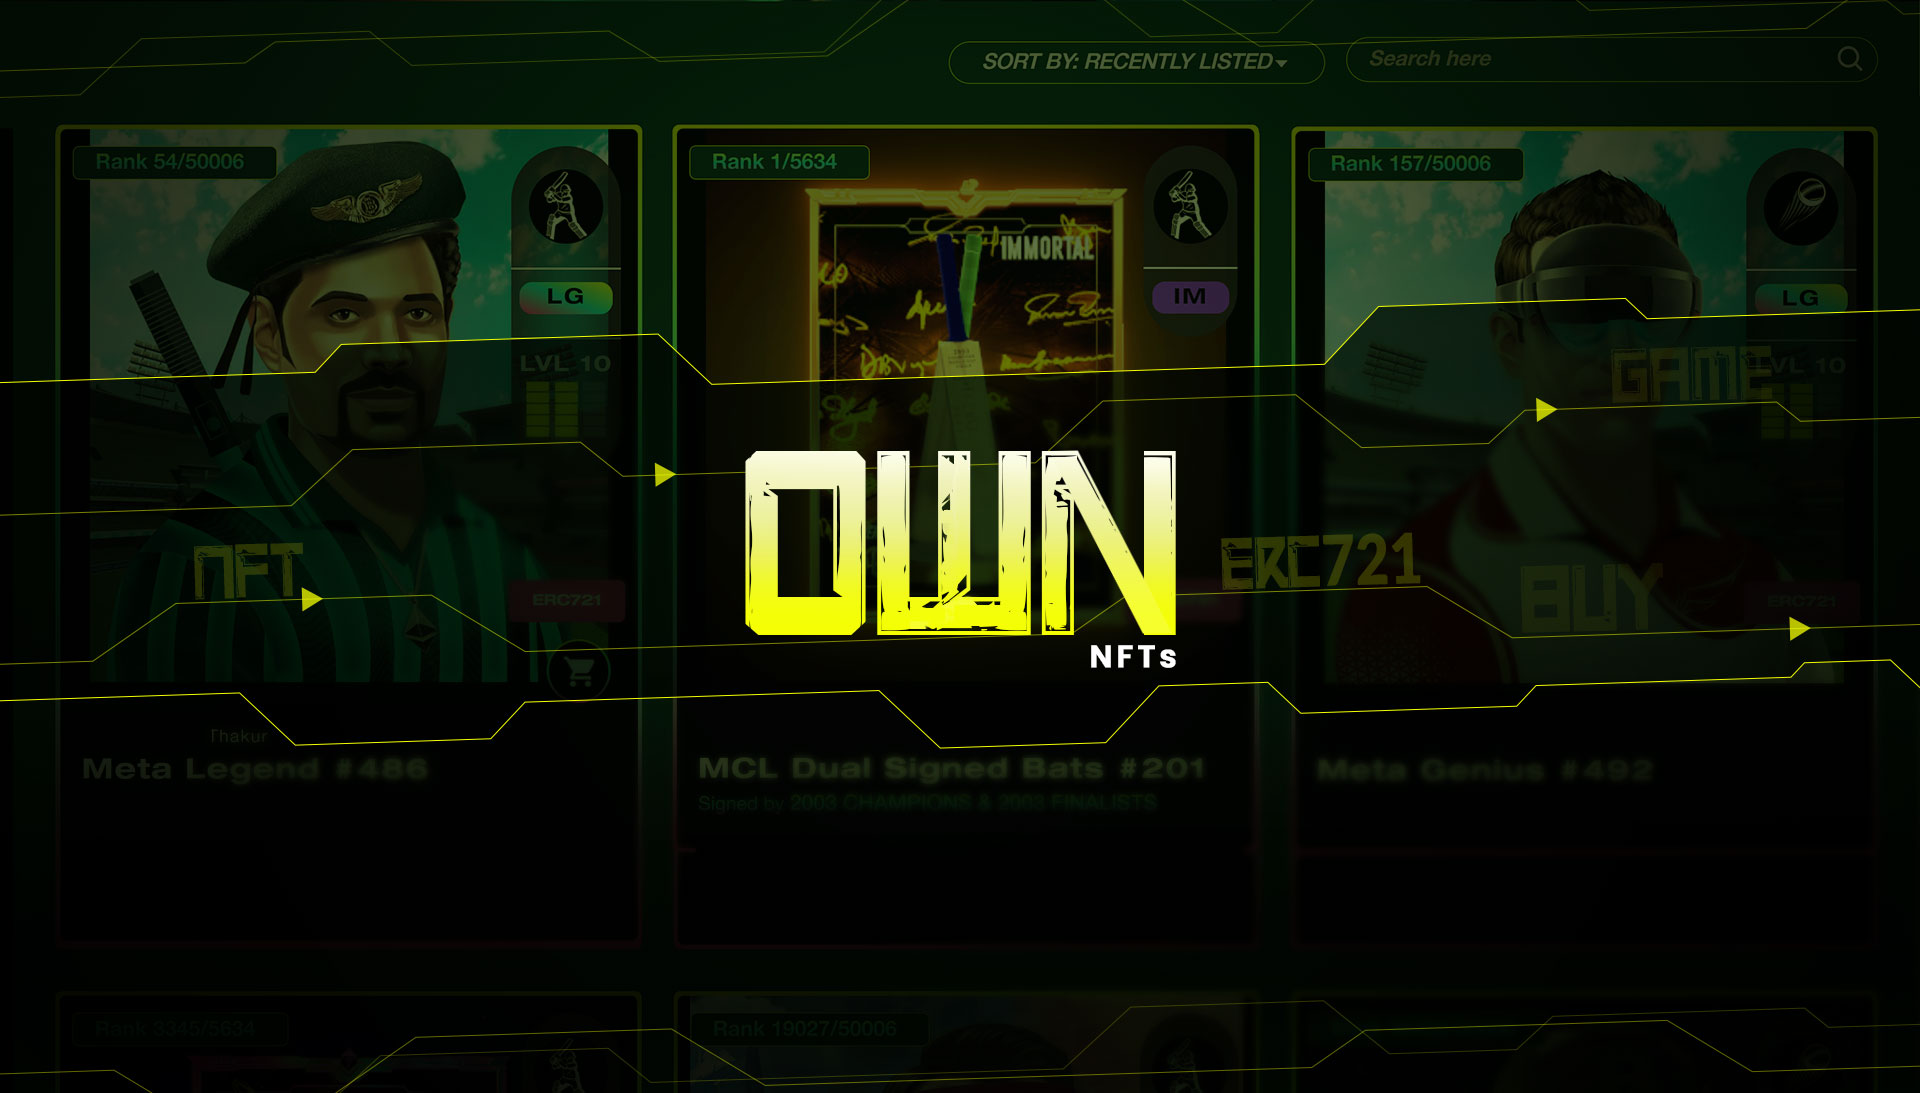 SORT BY: RECENTLY LISTED
Search here
Rank 54/50006
LG
LVL 10
NFT
ERC721
Thakur
Meta Legend #486
Rank 1/5634
IMMORTAL
IM
OWN
NFTs
MCL Dual Signed Bats #201
Signed by 2003 CHAMPIONS & 2003 FINALISTS
Rank 157/50006
LG
GAME
LVL 10
ERC721
BUY
ERC721
Meta Genius #492
Rank 3345/5634
Rank 19027/50006